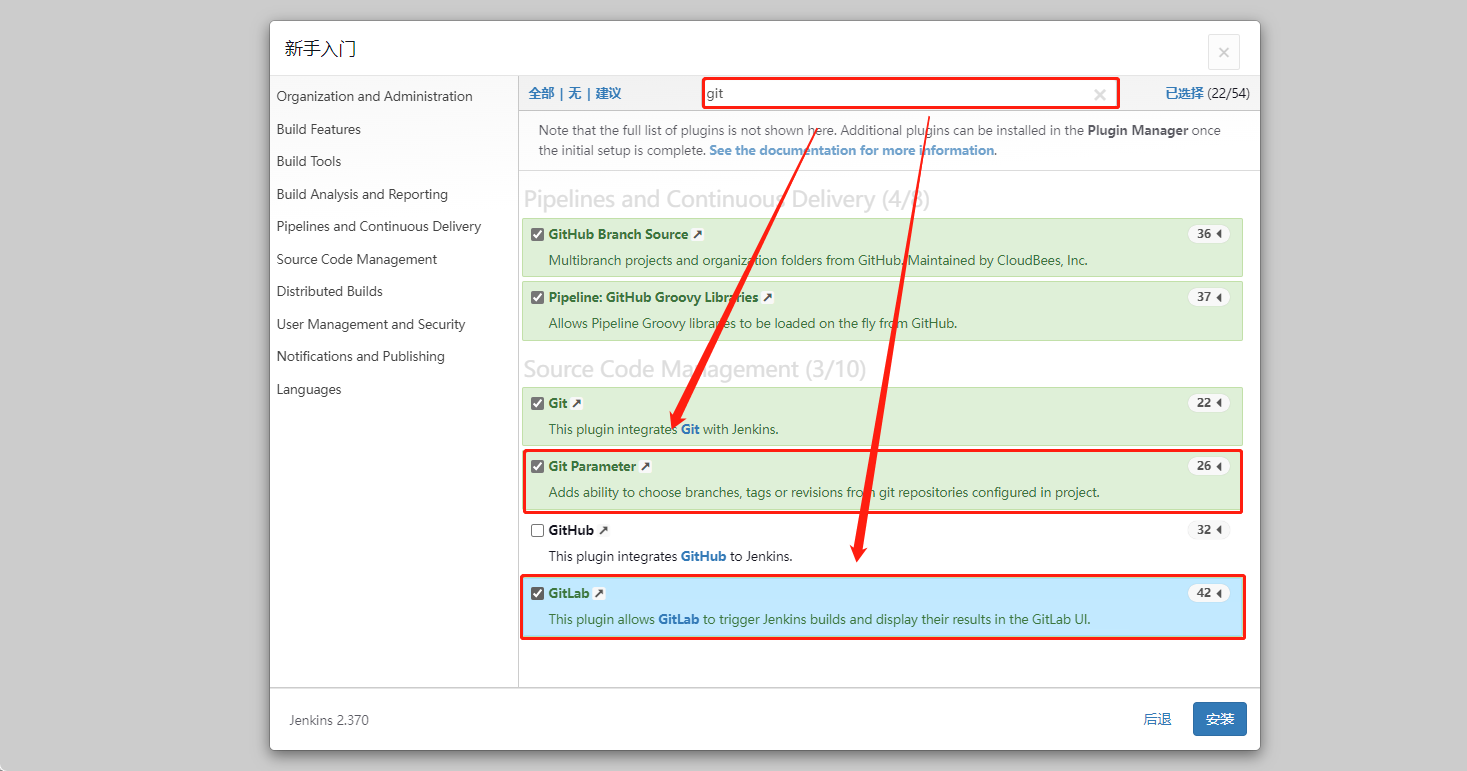 新手入门
Organization and Administration
Build Features
Build Tools
Build Analysis and Reporting
Pipelines and Continuous Delivery
Source Code Management
Distributed Builds
User Management and Security
Notifications and Publishing
Languages
全部 | 无 | 建议
git
已选择 (22/54)
Note that the full list of plugins is not shown here. Additional plugins can be installed in the Plugin Manager once
the initial setup is complete. See the documentation for more information.
Pipelines and Continuous Delivery (4/8)
GitHub Branch Source
36
Multibranch projects and organization folders from GitHub. Maintained by CloudBees, Inc.
Pipeline: GitHub Groovy Libraries
37
Allows Pipeline Groovy libraries to be loaded on the fly from GitHub.
Source Code Management (3/10)
Git
22
This plugin integrates Git with Jenkins.
Git Parameter
26
Adds ability to choose branches, tags or revisions from git repositories configured in project.
GitHub
32
This plugin integrates GitHub to Jenkins.
GitLab
42
This plugin allows GitLab to trigger Jenkins builds and display their results in the GitLab UI.
Jenkins 2.370
后退
安装